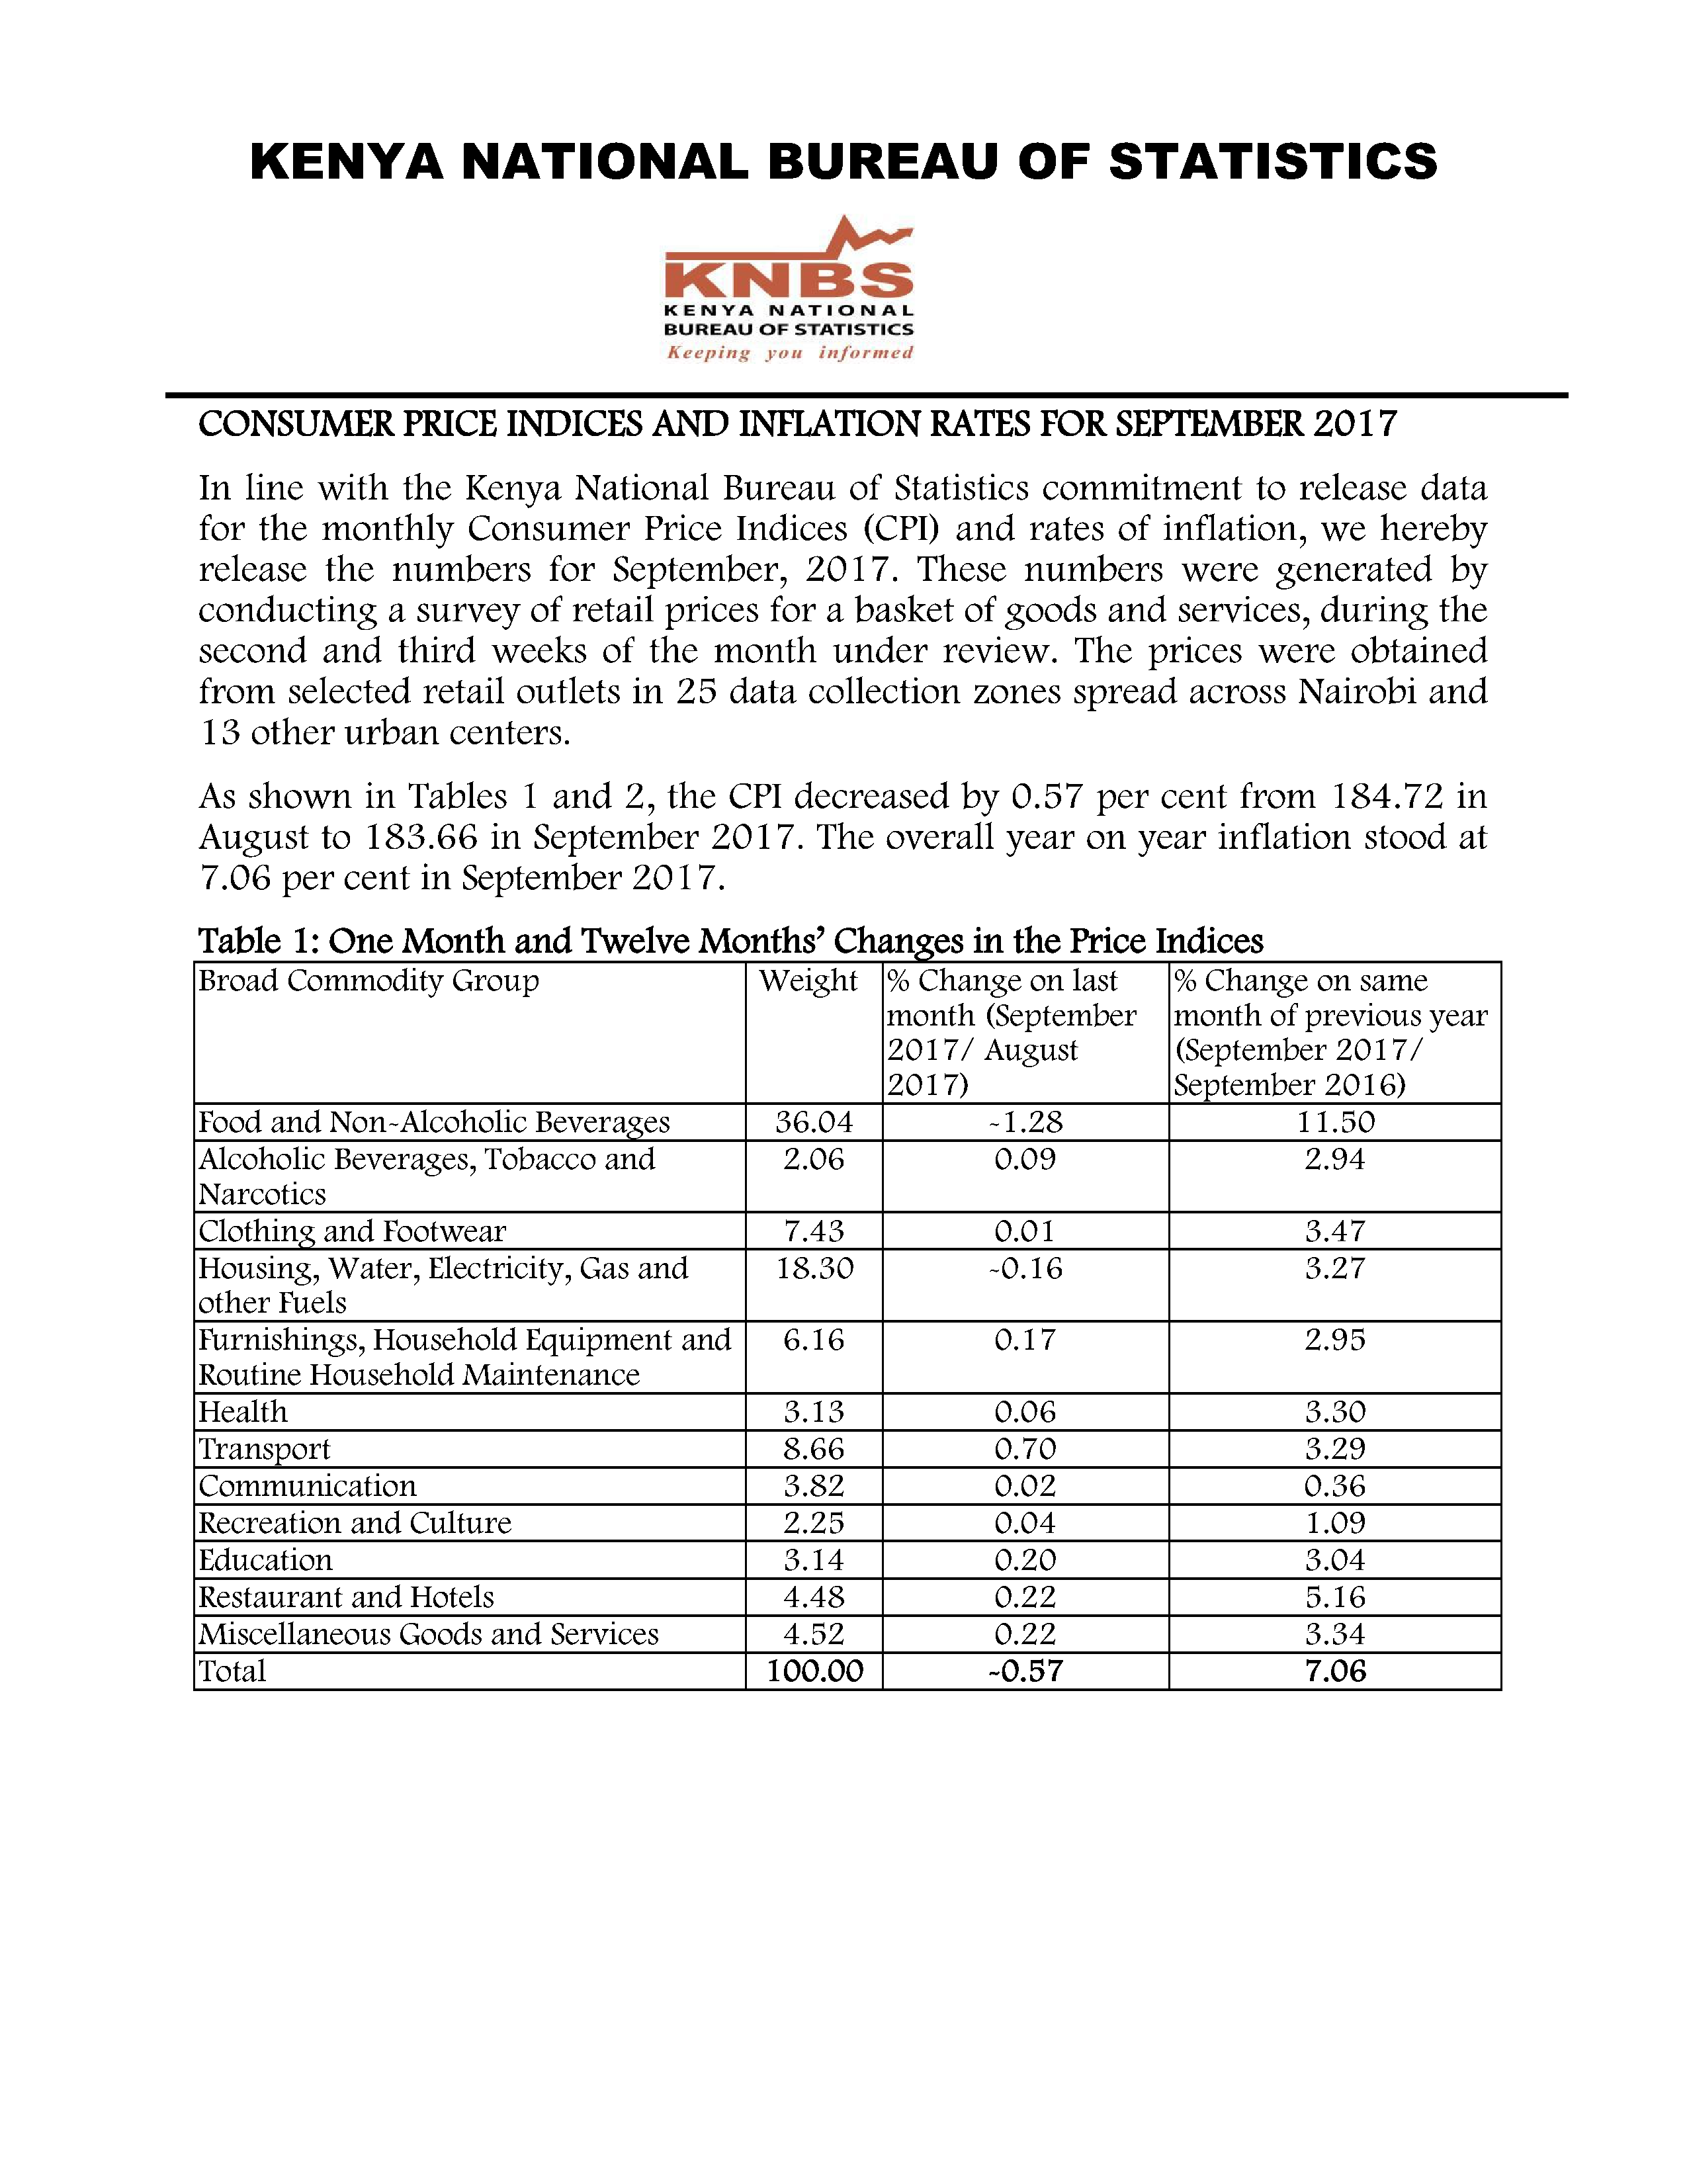 KENYA NATIONAL BUREAU OF STATISTICS
KNBS
KENYA NATIONAL
BUREAU OF STATISTICS
Keeping you informed
CONSUMER PRICE INDICES AND INFLATION RATES FOR SEPTEMBER 2017
In line with the Kenya National Bureau of Statistics commitment to release data
for the monthly Consumer Price Indices (CPI) and rates of inflation, we hereby
release the numbers for September, 2017. These numbers were generated by
conducting a survey of retail prices for a basket of goods and services, during the
second and third weeks of the month under review. The prices were obtained
from selected retail outlets in 25 data collection zones spread across Nairobi and
13 other urban centers.
As shown in Tables 1 and 2, the CPI decreased by 0.57 per cent from 184.72 in
August to 183.66 in September 2017. The overall year on year inflation stood at
7.06 per cent in September 2017.
Table 1: One Month and Twelve Months’ Changes in the Price Indices
Broad Commodity Group Weight % Change on last % Change on same
month (September month of previous year
2017/ August (September 2017/
2017) September 2016)
Food and Non-Alcoholic Beverages 36.04 -1.28 11.50
Alcoholic Beverages, Tobacco and 2.06 0.09 2.94
Narcotics
Clothing and Footwear 7.43 0.01 3.47
Housing, Water, Electricity, Gas and 18.30 -0.16 3.27
other Fuels
Furnishings, Household Equipment and 6.16 0.17 2.95
Routine Household Maintenance
Health 3.13 0.06 3.30
Transport 8.66 0.70 3.29
Communication 3.82 0.02 0.36
Recreation and Culture 2.25 0.04 1.09
Education 3.14 0.20 3.04
Restaurant and Hotels 4.48 0.22 5.16
Miscellaneous Goods and Services 4.52 0.22 3.34
Total 100.00 -0.57 7.06